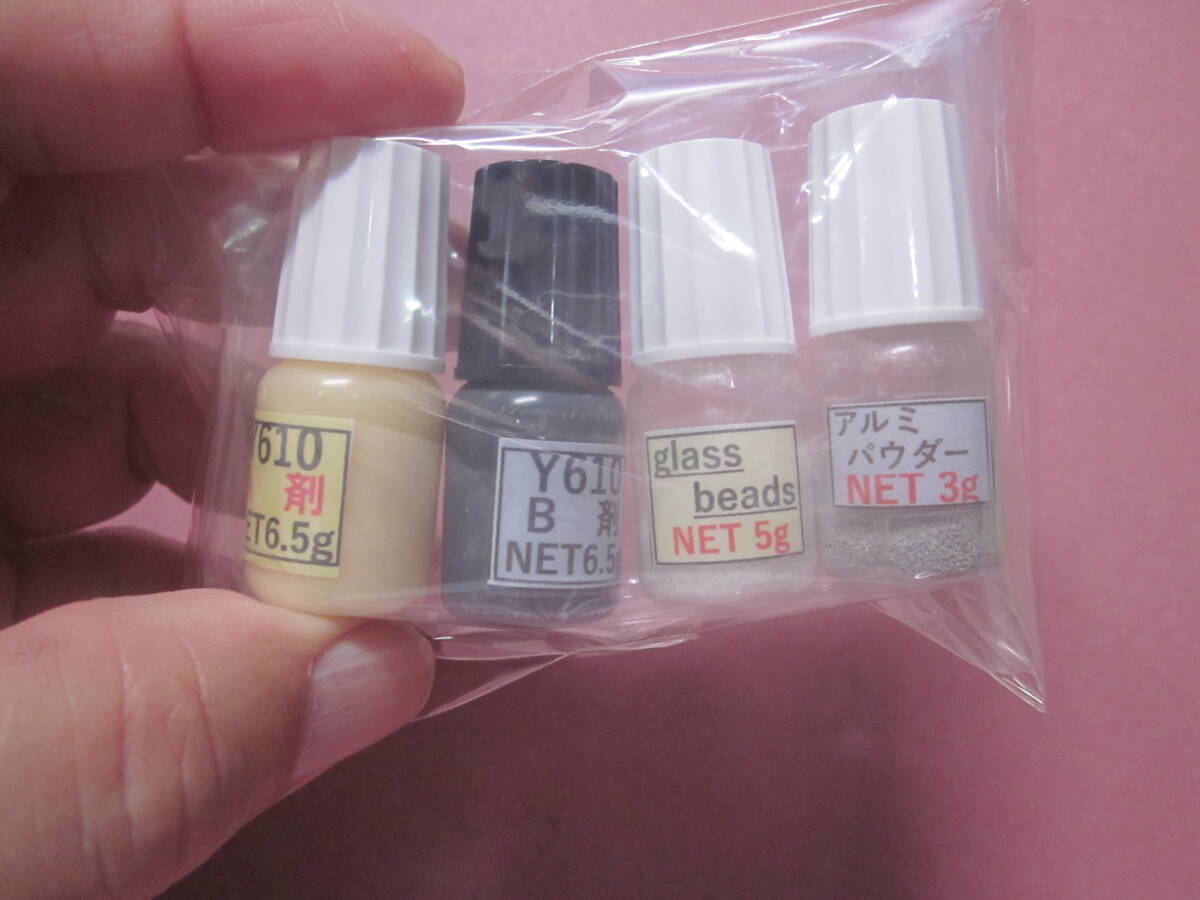 Y610
剤
NET6.5g
Y610
B 剤
NET6.5g
glass
beads
NET 5g
アルミ
パウダー
NET 3g